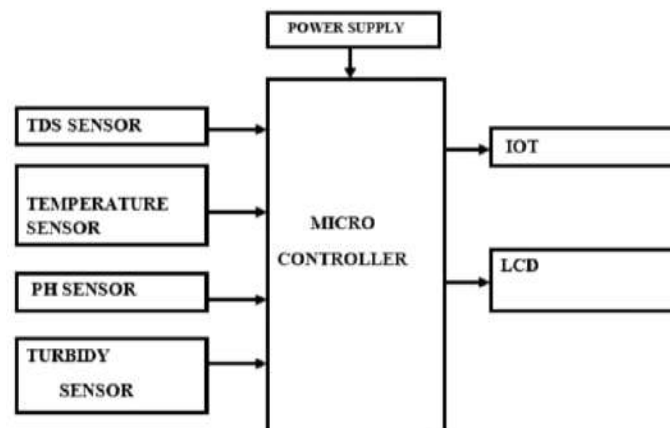 POWER SUPPLY
TDS SENSOR
TEMPERATURE
SENSOR
PH SENSOR
TURBIDY
SENSOR
MICRO
CONTROLLER
IOT
LCD